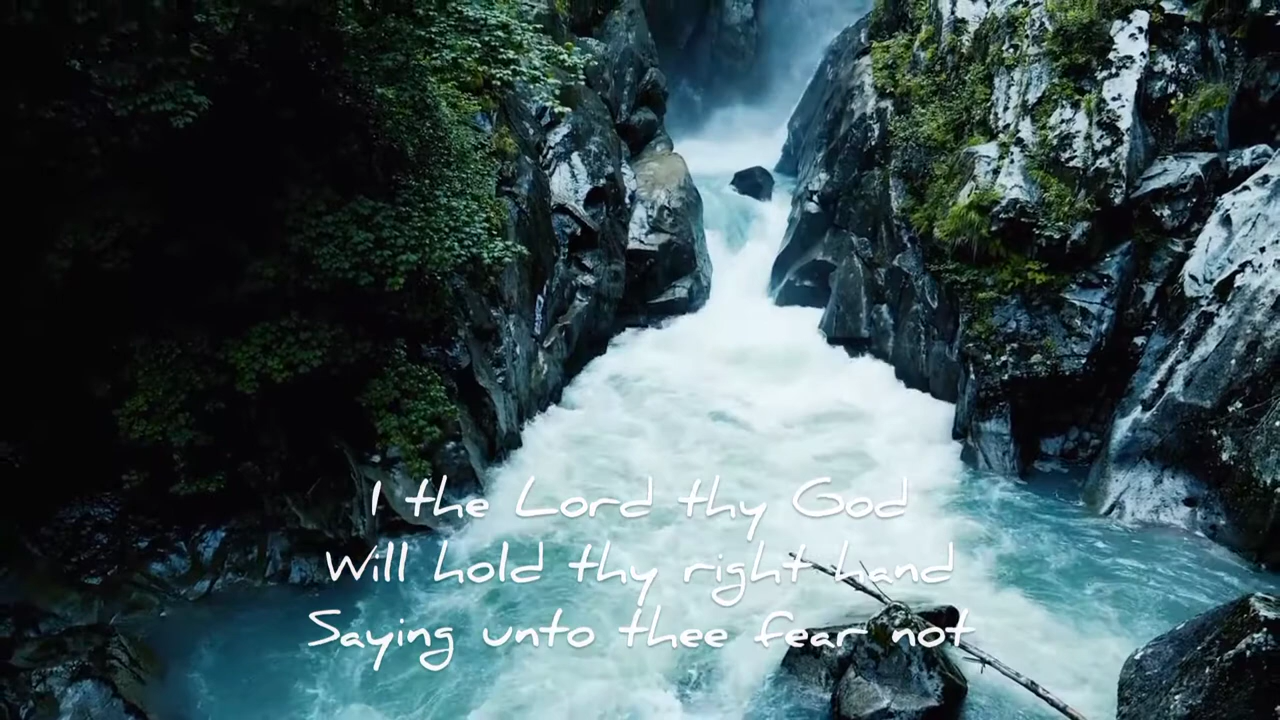 I the Lord thy God
Will hold thy right hand
Saying unto thee fear not